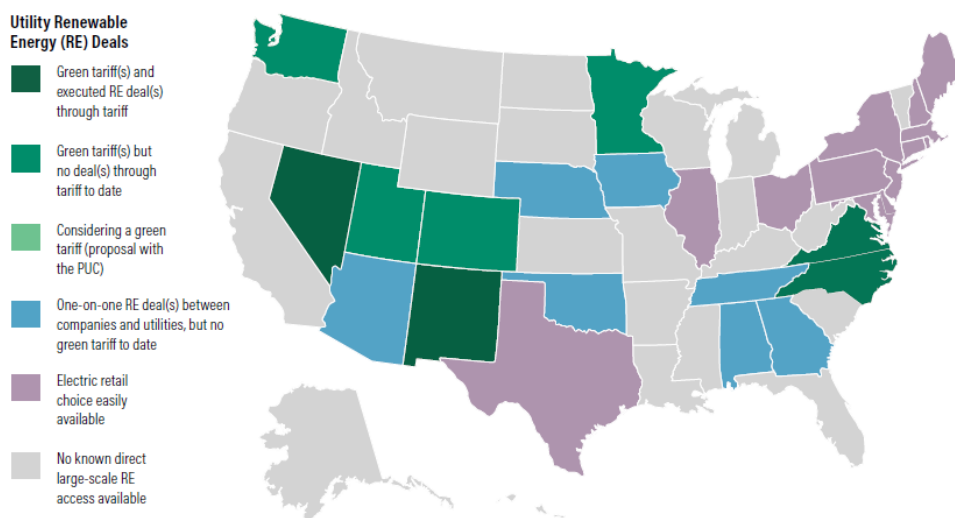 Utility Renewable
Energy (RE) Deals
Green tariff(s) and
executed RE deal(s)
through tariff
Green tariff(s) but
no deal(s) through
tariff to date
Considering a green
tariff (proposal with
the PUC)
One-on-one RE deal(s) between
companies and utilities, but no
green tariff to date
Electric retail
choice easily
available
No known direct
large-scale RE
access available